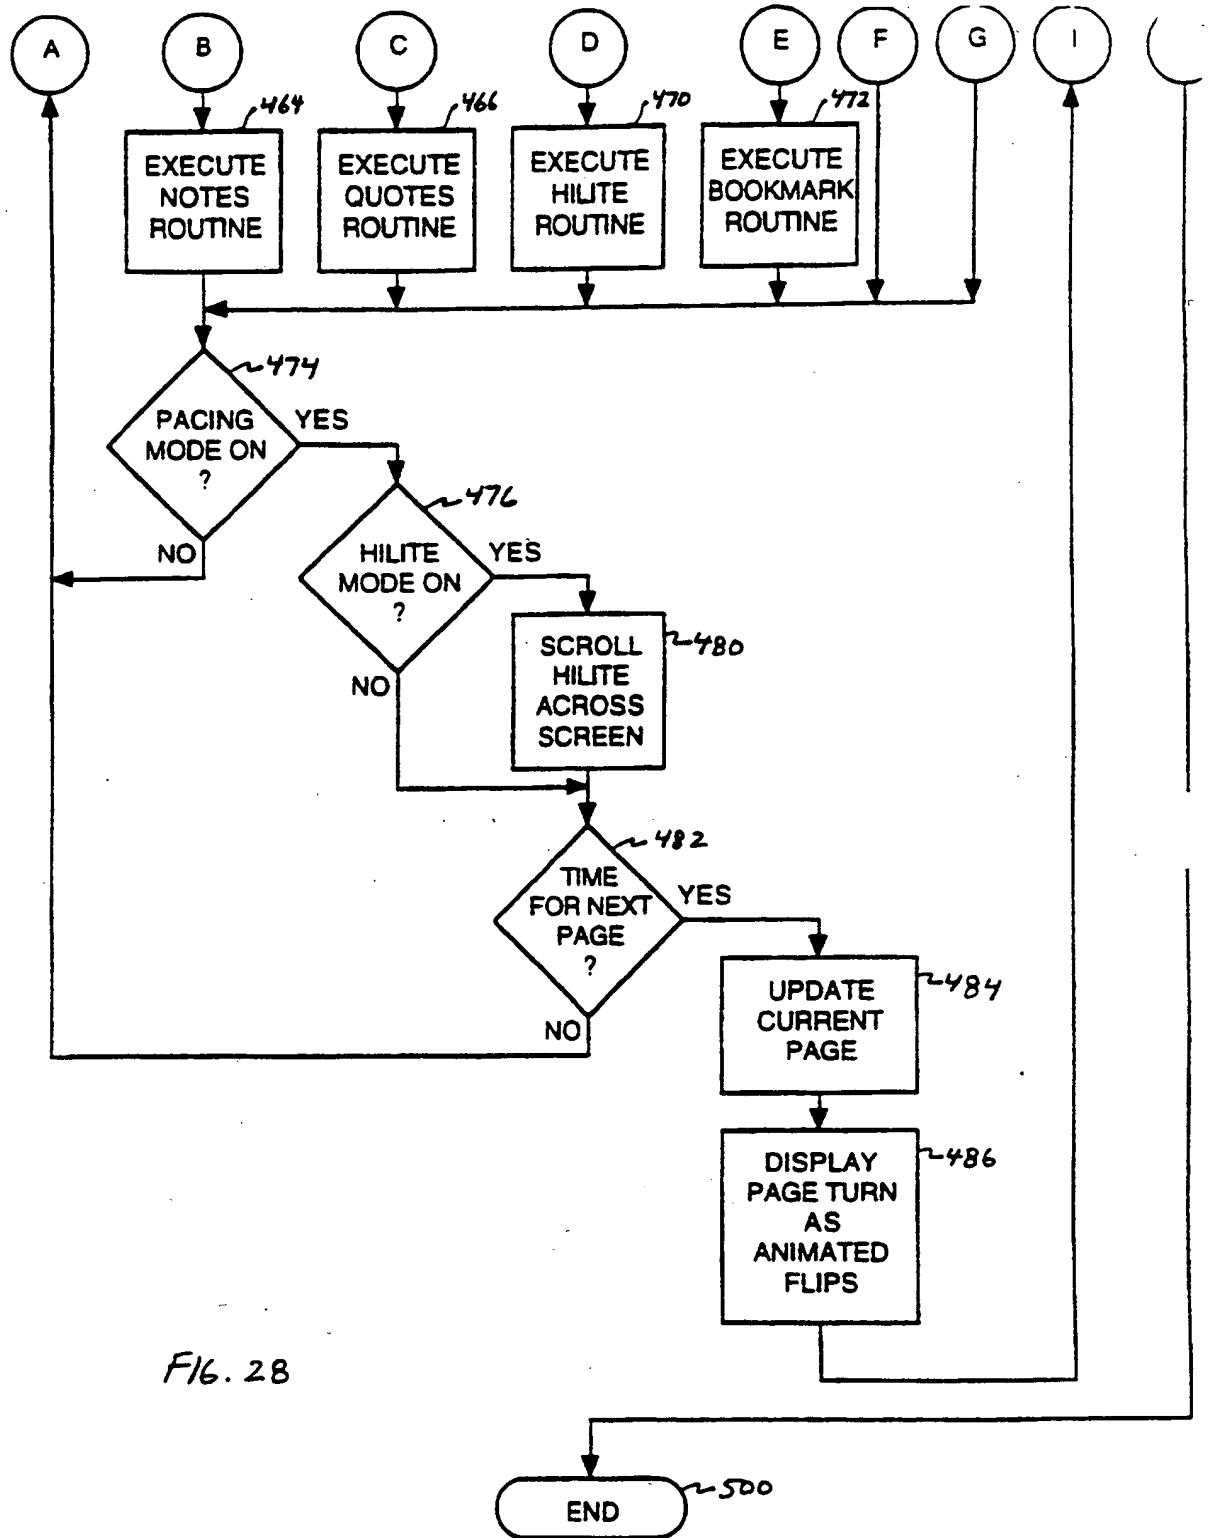 A B C D E F G I
464 466 470 472
EXECUTE
NOTES
ROUTINE
EXECUTE
QUOTES
ROUTINE
EXECUTE
HILITE
ROUTINE
EXECUTE
BOOKMARK
ROUTINE
474
PACING
MODE ON
?
YES
NO
476
HILITE
MODE ON
?
YES
NO
480
SCROLL
HILITE
ACROSS
SCREEN
482
TIME
FOR NEXT
PAGE
?
YES
NO
484
UPDATE
CURRENT
PAGE
486
DISPLAY
PAGE TURN
AS
ANIMATED
FLIPS
FIG. 28
500
END